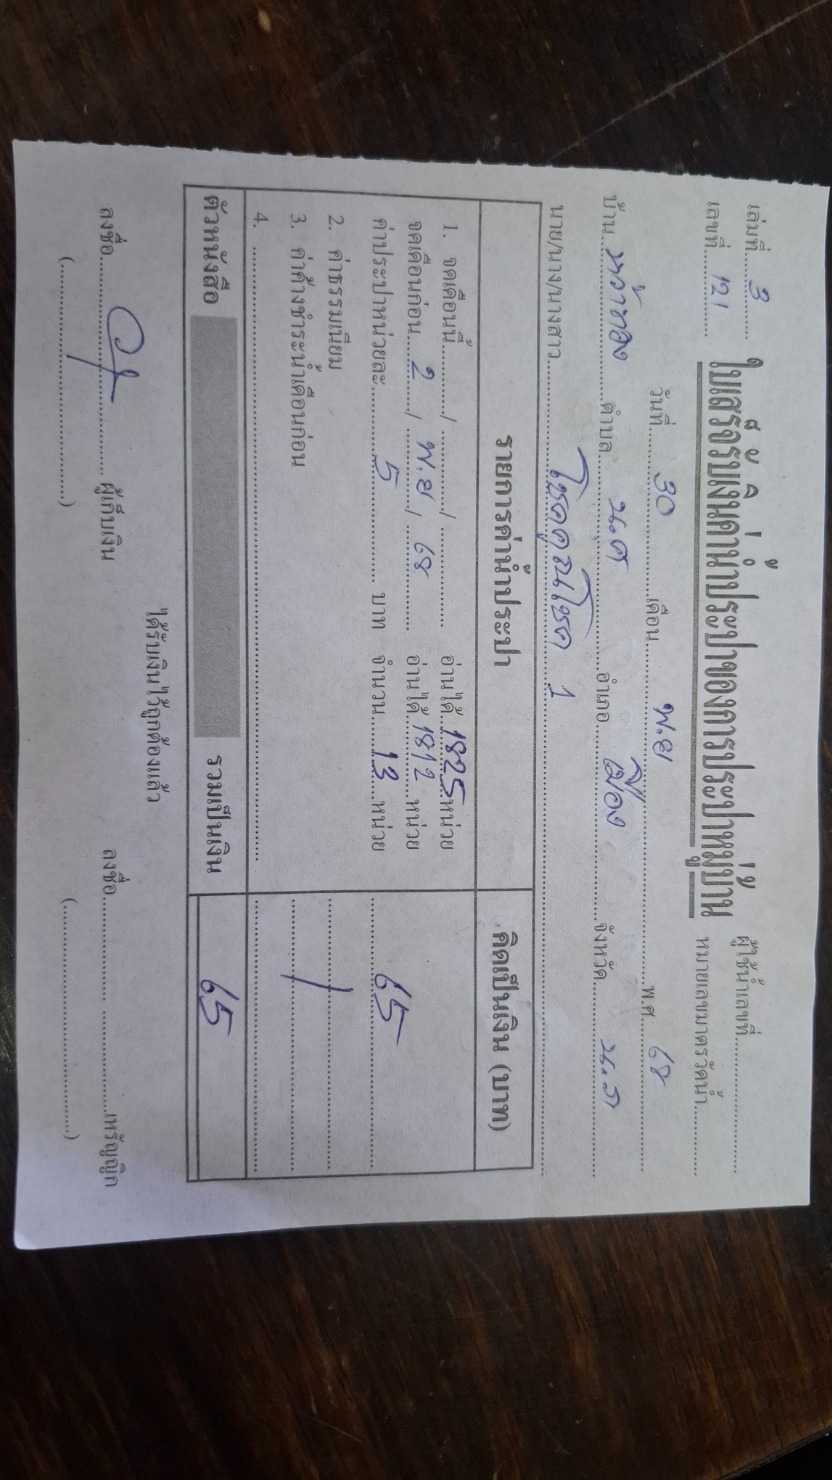 เล่มที่ 3 ผู้ใช้น้ำเลขที่
ใบเสร็จรับเงินค่าน้ำประปาของการประปาหมู่บ้าน
เลขที่ 121 หมายเลขมาตรวัดน้ำ
วันที่ 30 เดือน พ.ย พ.ศ. 68
บ้าน ตำบล น.ค อำเภอ เมือง จังหวัด
นาย/นาง/นางสาว 1
รายการค่าน้ำประปา คิดเป็นเงิน (บาท)
1. จดเดือนนี้ / / อ่านได้ 1825 หน่วย
จดเดือนก่อน 2 / พ.ย / 68 อ่านได้ 1812 หน่วย
ค่าประปาหน่วยละ 5 บาท จำนวน 13 หน่วย 65
2. ค่าธรรมเนียม
3. ค่าค้างชำระน้ำเดือนก่อน
4.
ตัวหนังสือ รวมเป็นเงิน 65
ได้รับเงินไว้ถูกต้องแล้ว
ลงชื่อ ผู้เก็บเงิน ลงชื่อ เหรัญญิก
( ) ( )